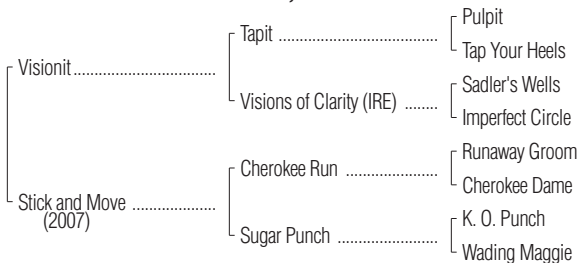 Pulpit
Tapit ........................................
Tap Your Heels
Visionit...................................
Sadler's Wells
Visions of Clarity (IRE) ........
Imperfect Circle
Runaway Groom
Cherokee Run .......................
Cherokee Dame
Stick and Move ....................
(2007)
K. O. Punch
Sugar Punch .........................
Wading Maggie